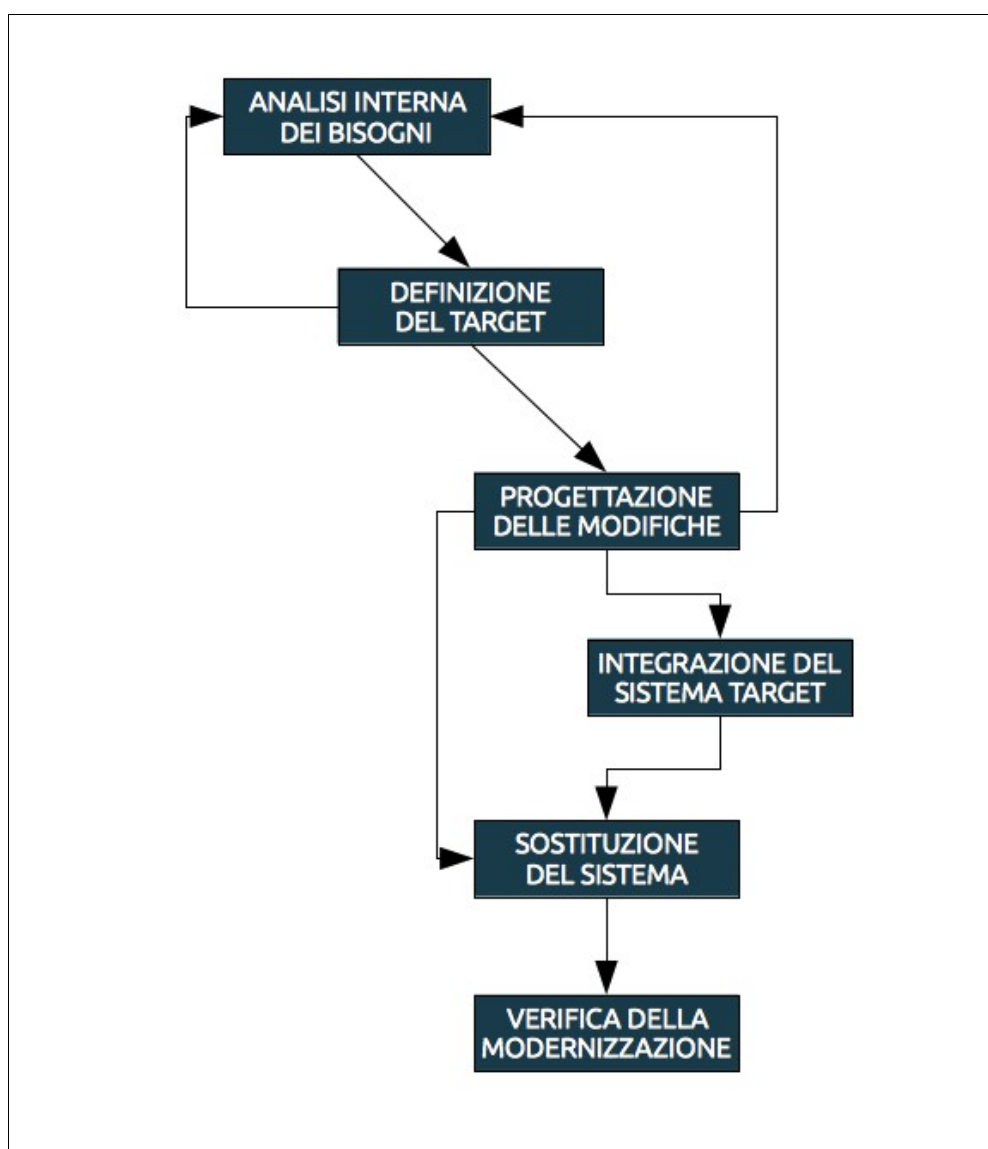 ANALISI INTERNA
DEI BISOGNI
DEFINIZIONE
DEL TARGET
PROGETTAZIONE
DELLE MODIFICHE
INTEGRAZIONE DEL
SISTEMA TARGET
SOSTITUZIONE
DEL SISTEMA
VERIFICA DELLA
MODERNIZZAZIONE